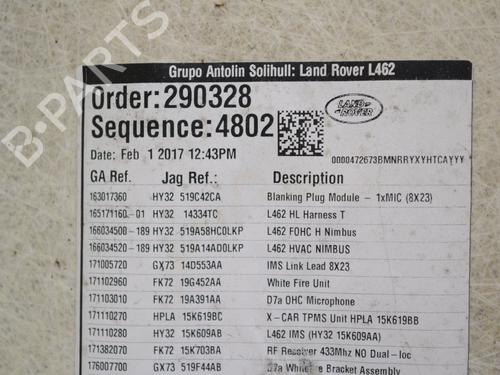 B-PARTS
Grupo Antolin Solihull: Land Rover L462
Order:290328
Sequence:4802
LAND ROVER
Date: Feb 1 2017 12:43PM
0000472673BMNRRYXYHTCAYYY
GA Ref. Jag Ref.: Description
163017360 HY32 519C42CA Blanking Plug Module - 1xMIC (8X23)
165171160-01 HY32 14334TC L462 HL Harness T
166034508-189 HY32 519A58HC0LKP L462 FOHC H Nimbus
166034520-189 HY32 519A14AD0LKP L462 HVAC NIMBUS
171005720 GX73 14D553AA IMS Link Lead 8X23
171102960 FK72 19G452AA White Fire Unit
171103010 FK72 19A391AA D7a OHC Microphone
171110270 HPLA 15K619BC X-CAR TPMS Unit HPLA 15K619BB
171110280 HY32 15K609AB L462 IMS (HY32 15K609AA)
171382070 FK72 15K703BA RF Receiver 433Mhz NO Dual-loc
176007700 GX73 519F44AB D7a Bracket Assembly